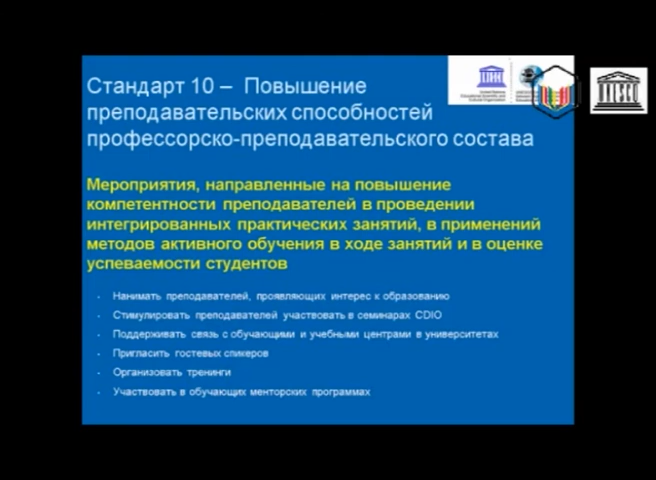 Стандарт 10 – Повышение
преподавательских способностей
профессорско-преподавательского состава
Мероприятия, направленные на повышение
компетентности преподавателей в проведении
интегрированных практических занятий, в применений
методов активного обучения в ходе занятий и в оценке
успеваемости студентов
- Нанимать преподавателей, проявляющих интерес к образованию
- Стимулировать преподавателей участвовать в семинарах CDIO
- Поддерживать связь с обучающими и учебными центрами в университетах
- Пригласить гостевых спикеров
- Организовать тренинги
- Участвовать в обучающих менторских программах